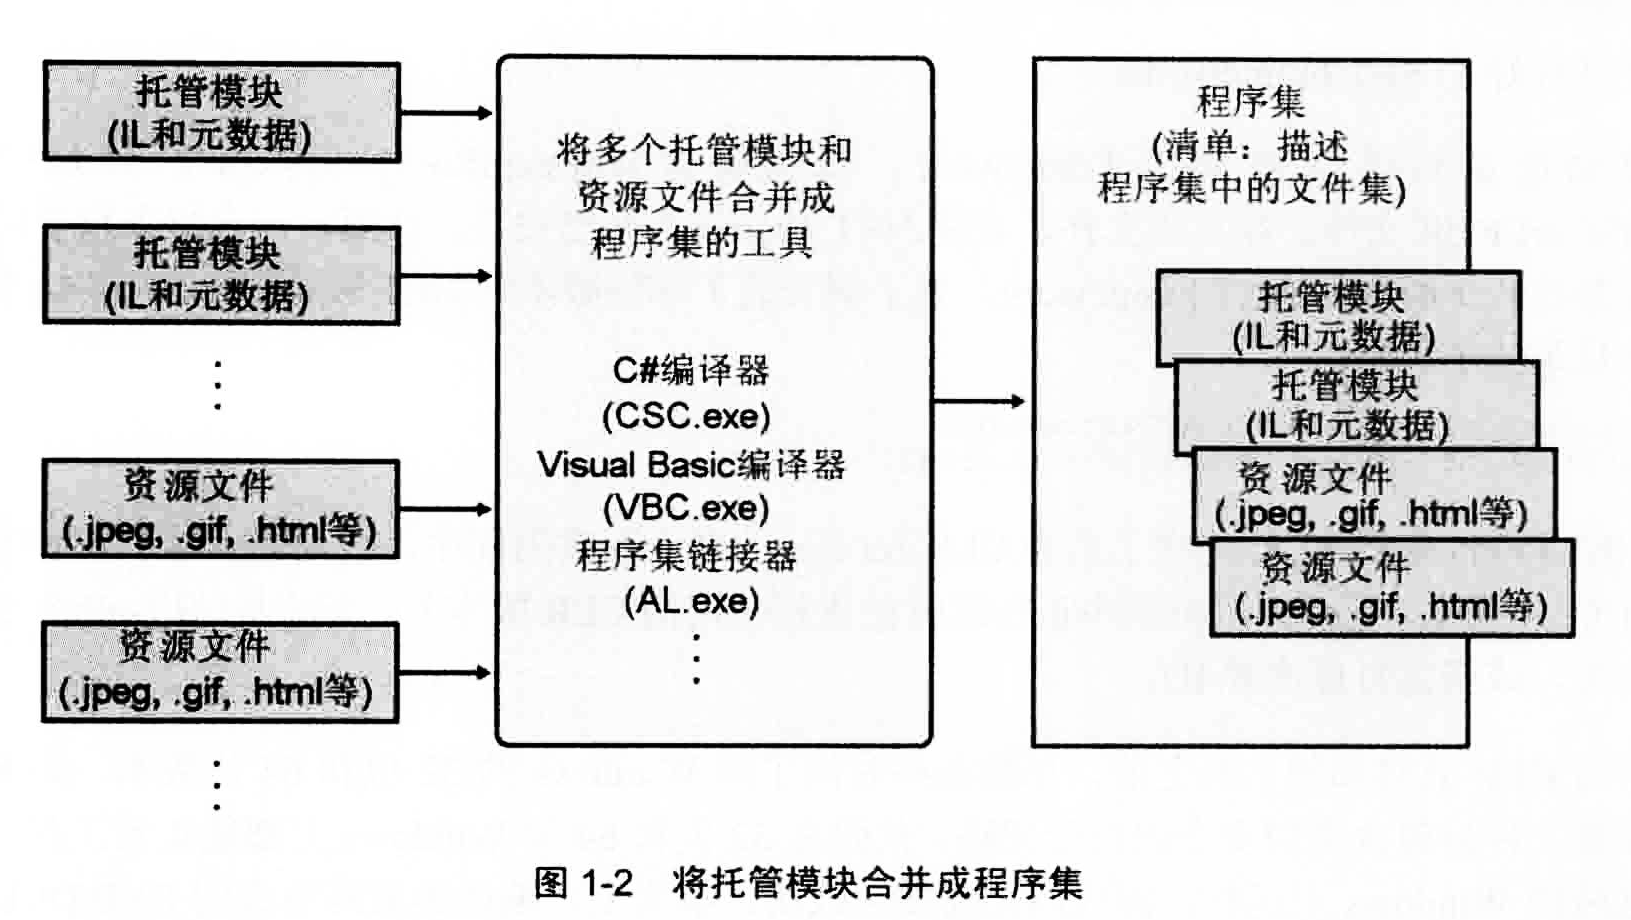 托管模块
(IL和元数据)
托管模块
(IL和元数据)
资源文件
(.jpeg, .gif, .html等)
资源文件
(.jpeg, .gif, .html等)
将多个托管模块和
资源文件合并成
程序集的工具
C#编译器
(CSC.exe)
Visual Basic编译器
(VBC.exe)
程序集链接器
(AL.exe)
程序集
(清单：描述
程序集中的文件集)
托管模块
(IL和元数据)
托管模块
(IL和元数据)
资源文件
(.jpeg, .gif, .html等)
资源文件
(.jpeg, .gif, .html等)
图 1-2 将托管模块合并成程序集